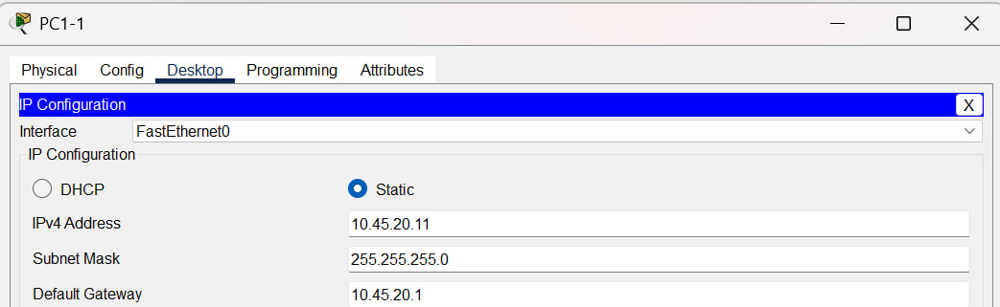 PC1-1
Physical Config Desktop Programming Attributes
IP Configuration X
Interface FastEthernet0
IP Configuration
DHCP Static
IPv4 Address 10.45.20.11
Subnet Mask 255.255.255.0
Default Gateway 10.45.20.1